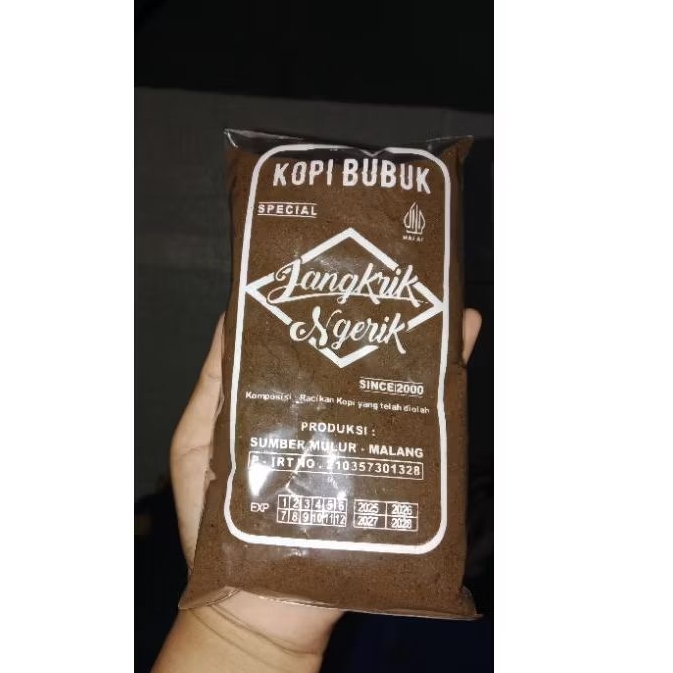 KOPI BUBUK
SPECIAL
HALAL
Jangkrik
Ngerik
SINCE 2000
Komposisi : Racikan Kopi yang telah diolah
PRODUKSI :
SUMBER MULUR - MALANG
P - IRT NO . 210357301328
EXP 1 2 3 4 5 6 2025 2026
7 8 9 10 11 12 2027 2028